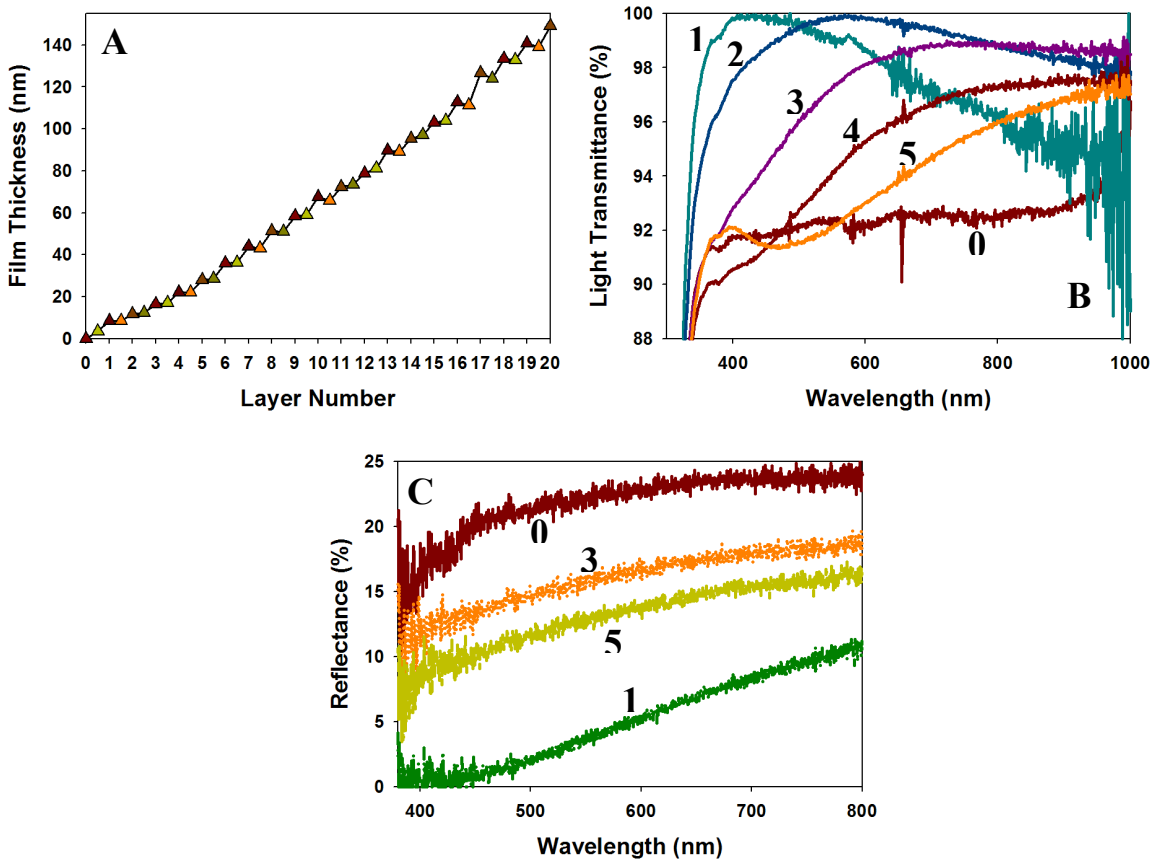 A
Film Thickness (nm)
140
120
100
80
60
40
20
0
0 1 2 3 4 5 6 7 8 9 10 11 12 13 14 15 16 17 18 19 20
Layer Number
B
Light Transmittance (%)
100
98
96
94
92
90
88
1
2
3
4
5
0
400 600 800 1000
Wavelength (nm)
C
Reflectance (%)
25
20
15
10
5
0
0
3
5
1
400 500 600 700 800
Wavelength (nm)